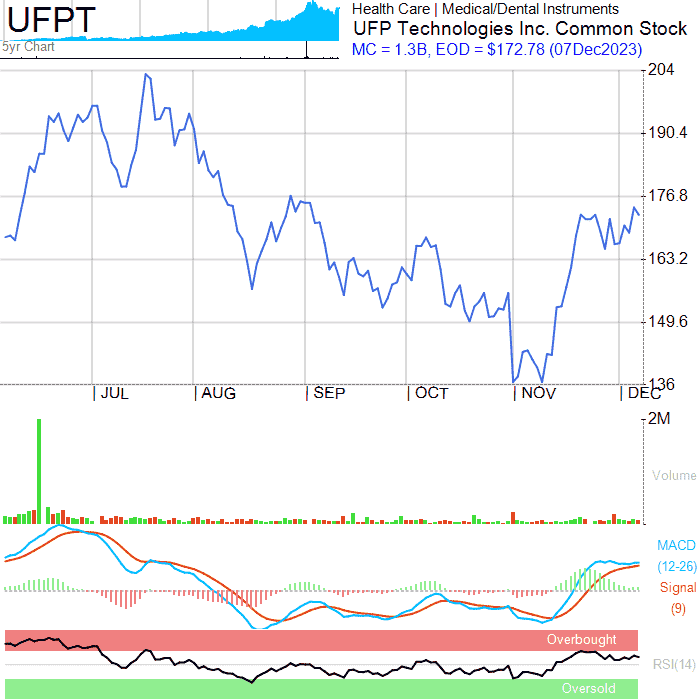 UFPT
5yr Chart
Health Care | Medical/Dental Instruments
UFP Technologies Inc. Common Stock
MC = 1.3B, EOD = $172.78 (07Dec2023)
204
190.4
176.8
163.2
149.6
136
JUL AUG SEP OCT NOV DEC
2M
Volume
MACD
(12-26)
Signal
(9)
Overbought
RSI(14)
Oversold